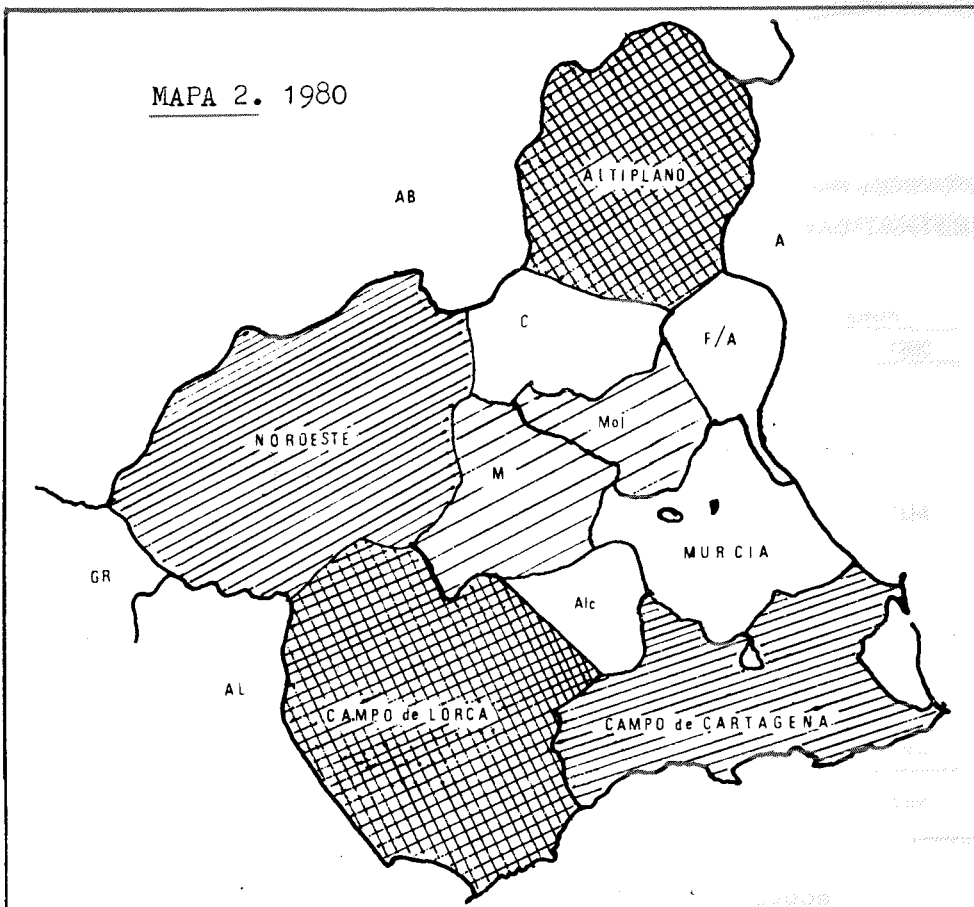 MAPA 2. 1980
ALTIPLANO
AB
A
C
F/A
Mol
NOROESTE
M
MURCIA
GR
Alc
AL
CAMPO de LORCA
CAMPO de CARTAGENA